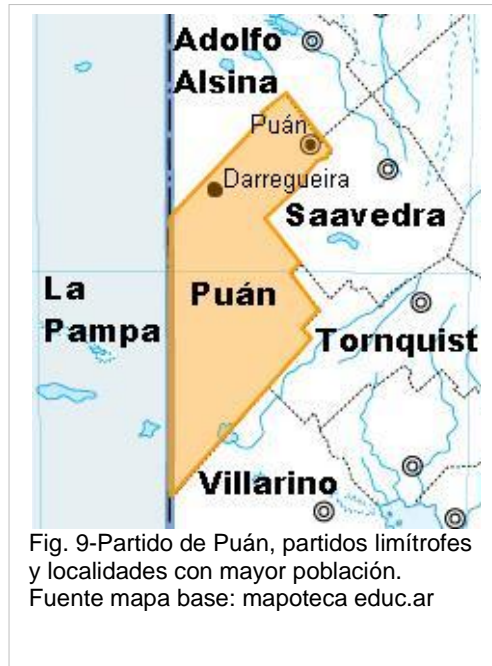 Adolfo
Alsina
Puán
Darregueira
Saavedra
La
Pampa
Puán
Tornquist
Villarino
Fig. 9-Partido de Puán, partidos limítrofes
y localidades con mayor población.
Fuente mapa base: mapoteca educ.ar